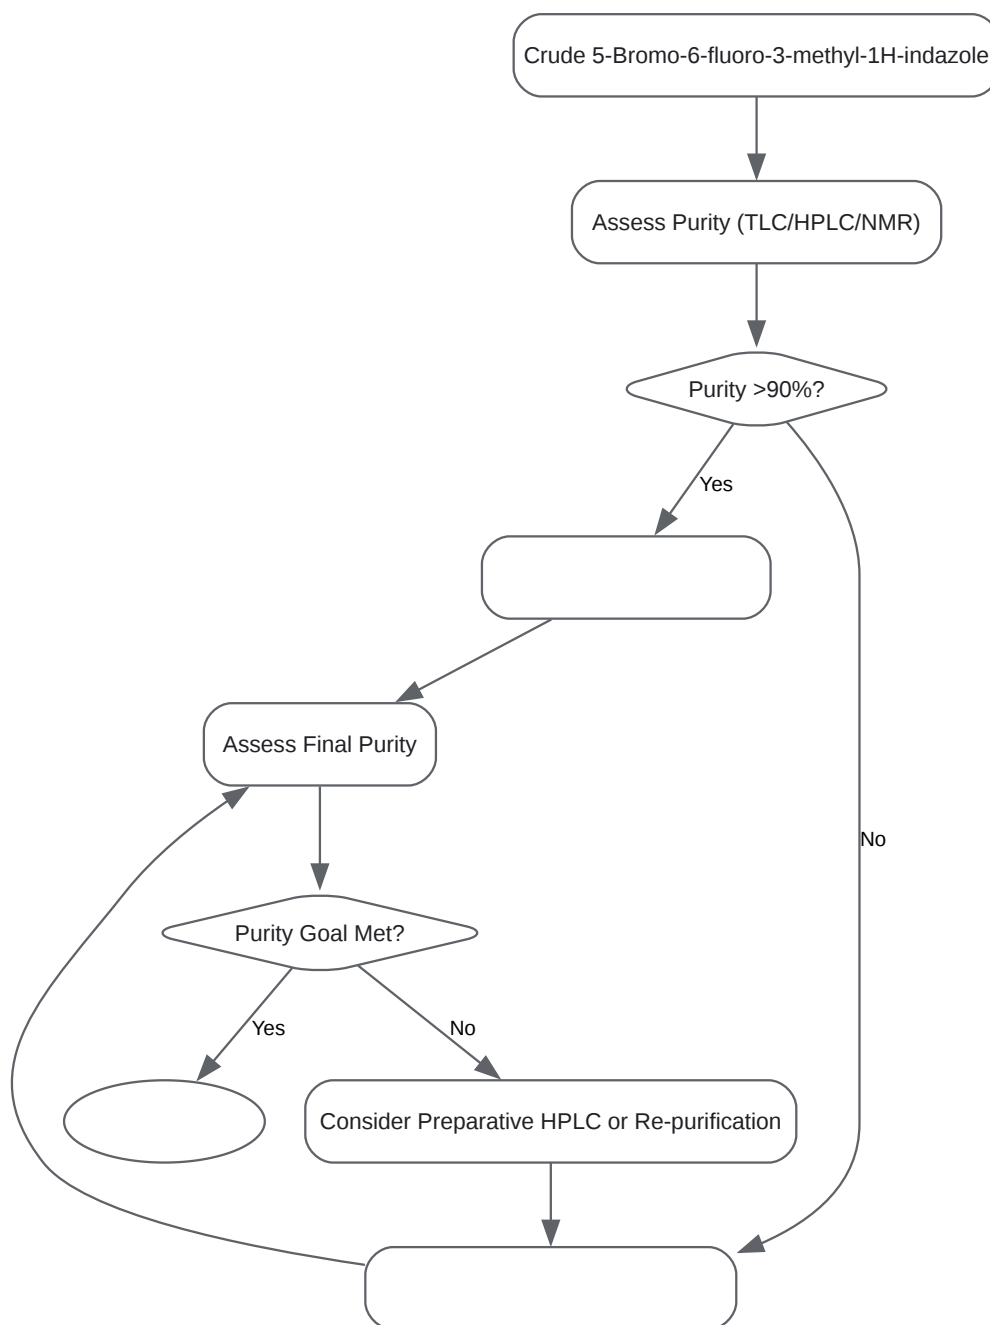 Crude 5-Bromo-6-fluoro-3-methyl-1H-indazole
Assess Purity (TLC/HPLC/NMR)
Purity >90%?
Yes
Assess Final Purity
No
Purity Goal Met?
Yes
No
Consider Preparative HPLC or Re-purification